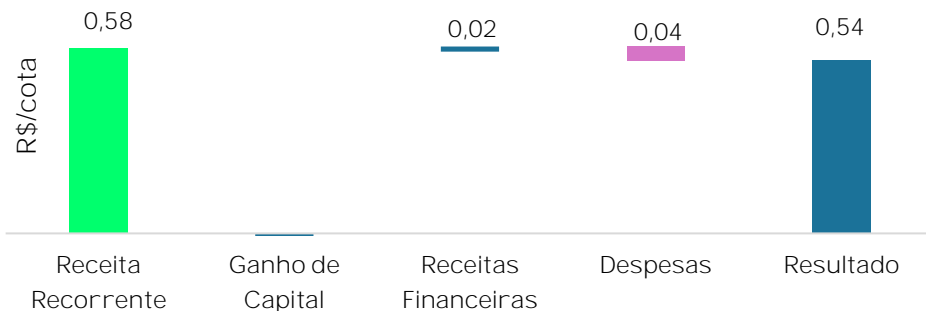 0,58
0,02
0,04
0,54
R$/cota
Receita
Recorrente
Ganho de
Capital
Receitas
Financeiras
Despesas
Resultado